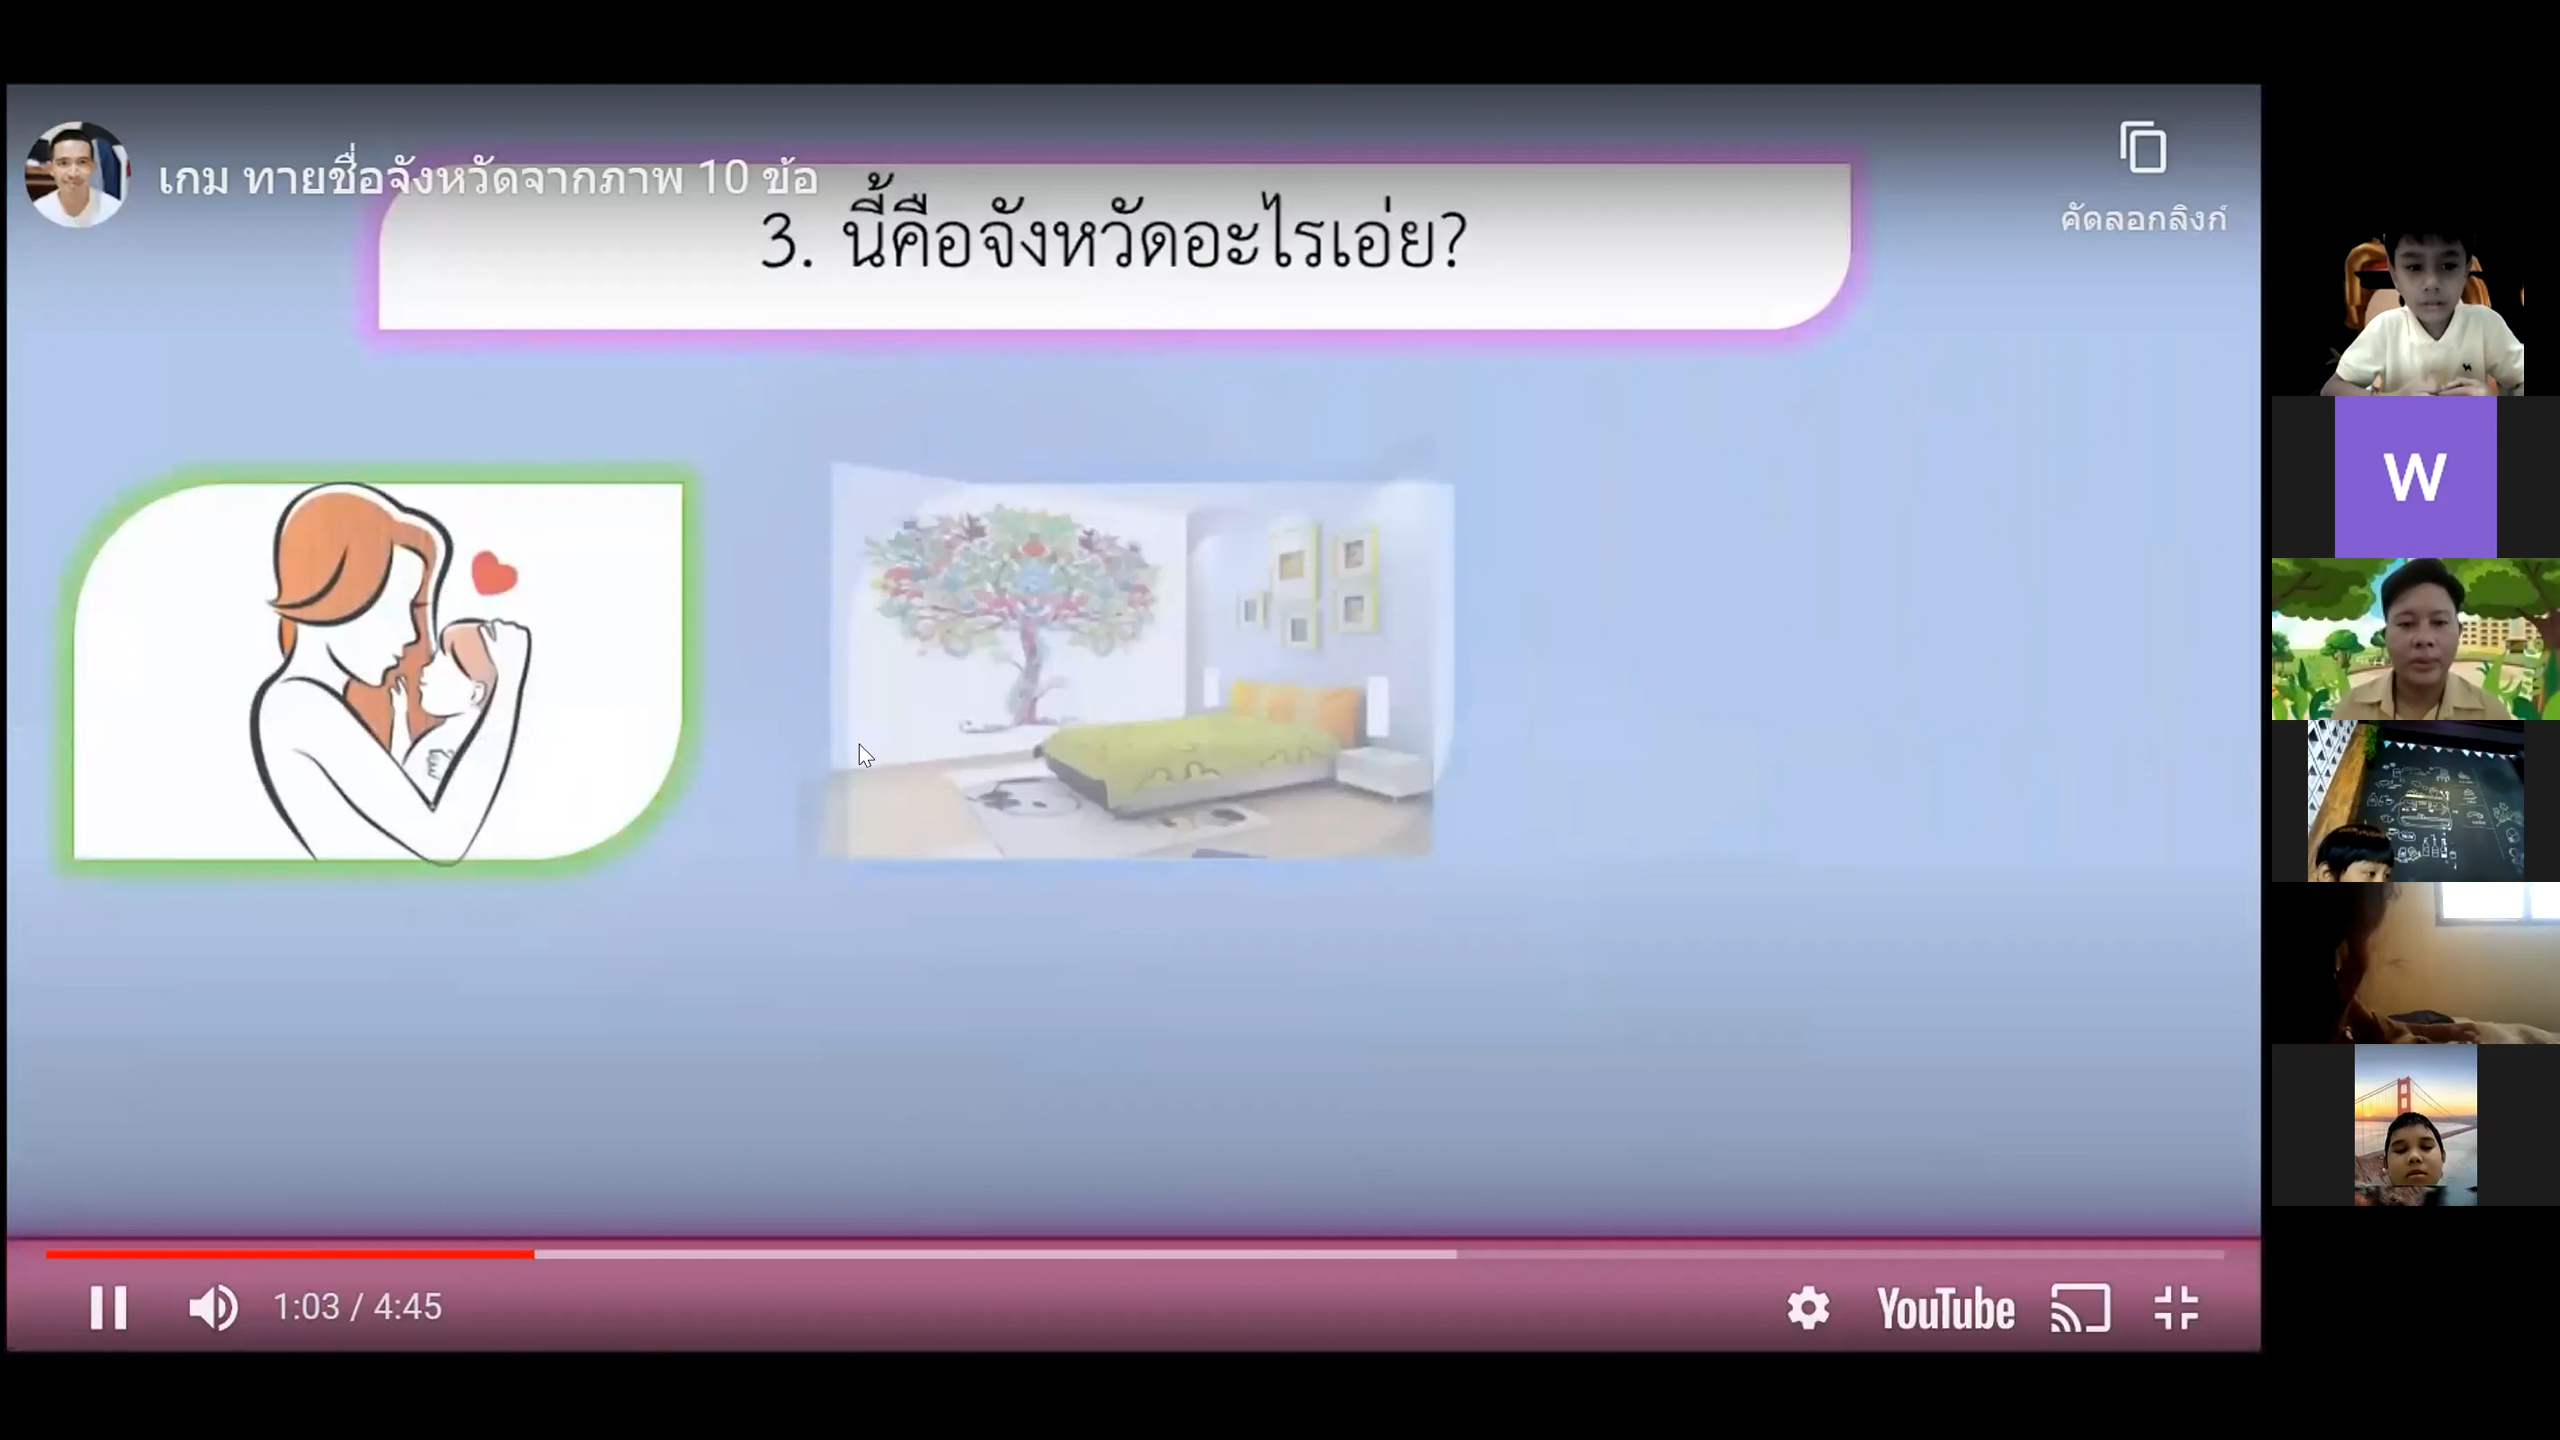 เกม ทายชื่อจังหวัดจากภาพ 10 ข้อ
คัดลอกลิงก์
3. นี้คือจังหวัดอะไรเอ่ย?
W
1:03 / 4:45
YouTube